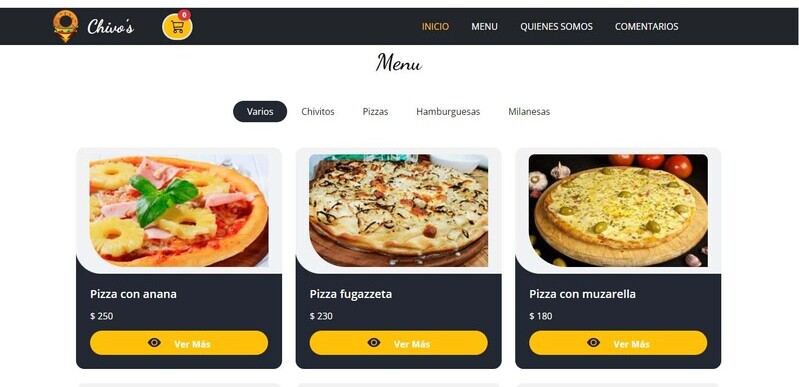 Chivo's
0
INICIO MENU QUIENES SOMOS COMENTARIOS
Menu
Varios Chivitos Pizzas Hamburguesas Milanesas
Pizza con anana
$ 250
Ver Más
Pizza fugazzeta
$ 230
Ver Más
Pizza con muzarella
$ 180
Ver Más